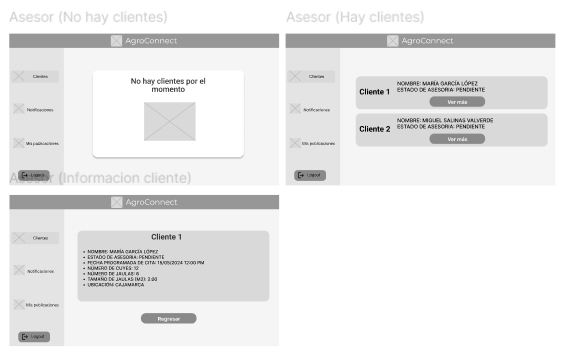 Asesor (No hay clientes)
AgroConnect
Clientes
Notificaciones
Mis publicaciones
Logout
No hay clientes por el
momento
Asesor (Hay clientes)
AgroConnect
Clientes
Notificaciones
Mis publicaciones
Logout
Cliente 1
NOMBRE: MARÍA GARCÍA LÓPEZ
ESTADO DE ASESORIA: PENDIENTE
Ver más
Cliente 2
NOMBRE: MIGUEL SALINAS VALVERDE
ESTADO DE ASESORIA: PENDIENTE
Ver más
Asesor (Informacion cliente)
AgroConnect
Clientes
Notificaciones
Mis publicaciones
Logout
Cliente 1
• NOMBRE: MARÍA GARCÍA LÓPEZ
• ESTADO DE ASESORIA: PENDIENTE
• FECHA PROGRAMADA DE CITA: 15/05/2024 12:00 PM
• NÚMERO DE CUYES: 12
• NÚMERO DE JAULAS: 6
• TAMAÑO DE JAULAS (M2): 2.00
• UBICACIÓN: CAJAMARCA
Regresar